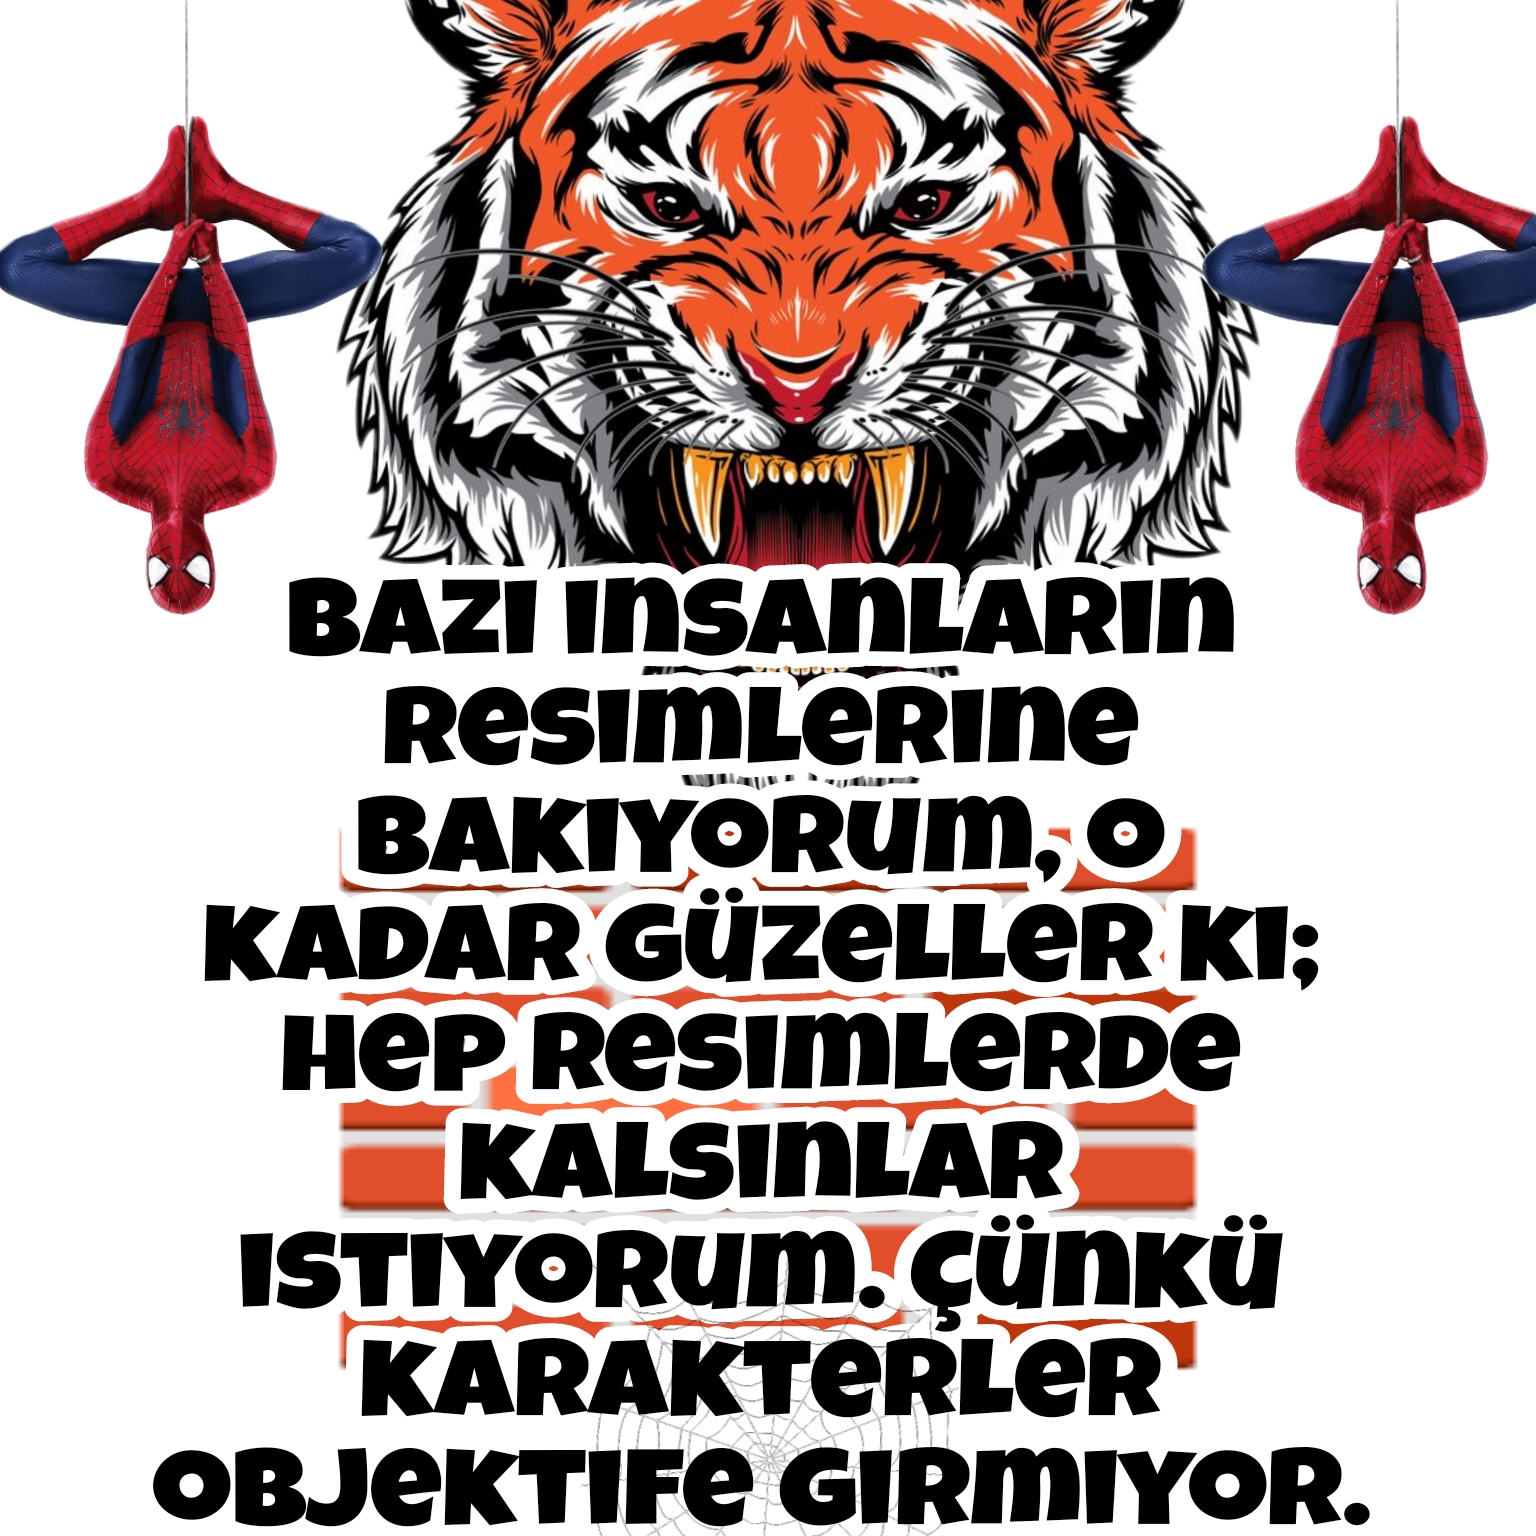 BAZI INSANLARIN
RESIMLERINE
BAKIYORUM, O
KADAR GÜZELLER KI;
HEP RESIMLERDE
KALSINLAR
ISTIYORUM. ÇÜNKÜ
KARAKTERLER
OBJEKTIFE GIRMIYOR.